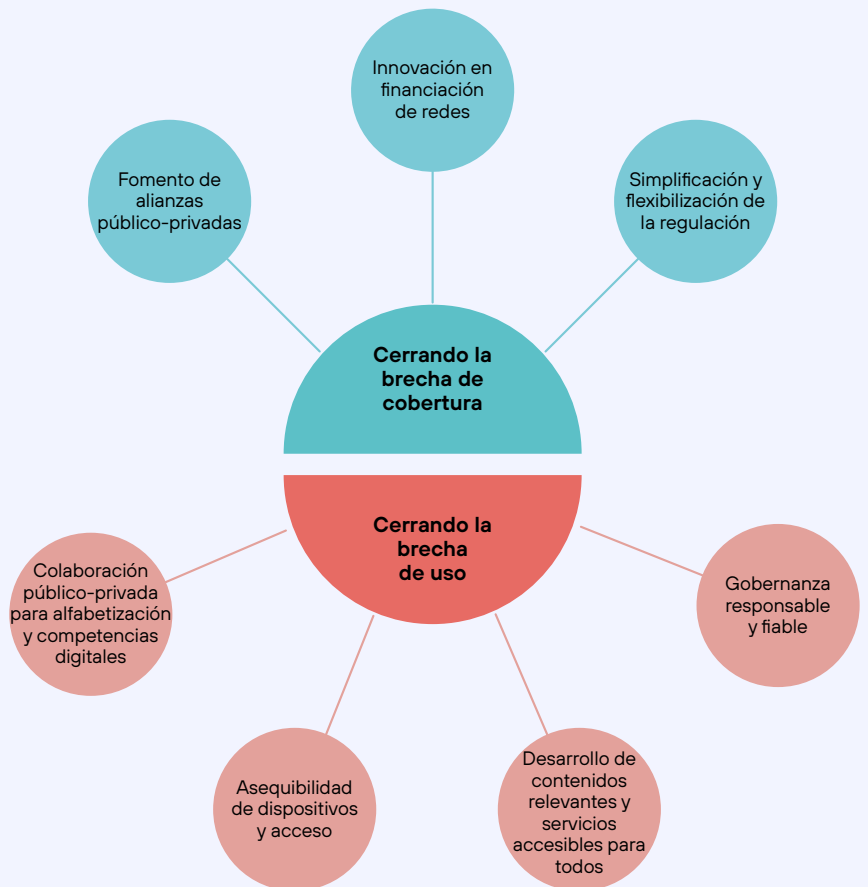 Innovación en
financiación
de redes
Fomento de
alianzas
público-privadas
Simplificación y
flexibilización de
la regulación
Cerrando la
brecha de
cobertura
Cerrando la
brecha
de uso
Colaboración
público-privada
para alfabetización
y competencias
digitales
Gobernanza
responsable
y fiable
Asequibilidad
de dispositivos
y acceso
Desarrollo de
contenidos
relevantes y
servicios
accesibles para
todos